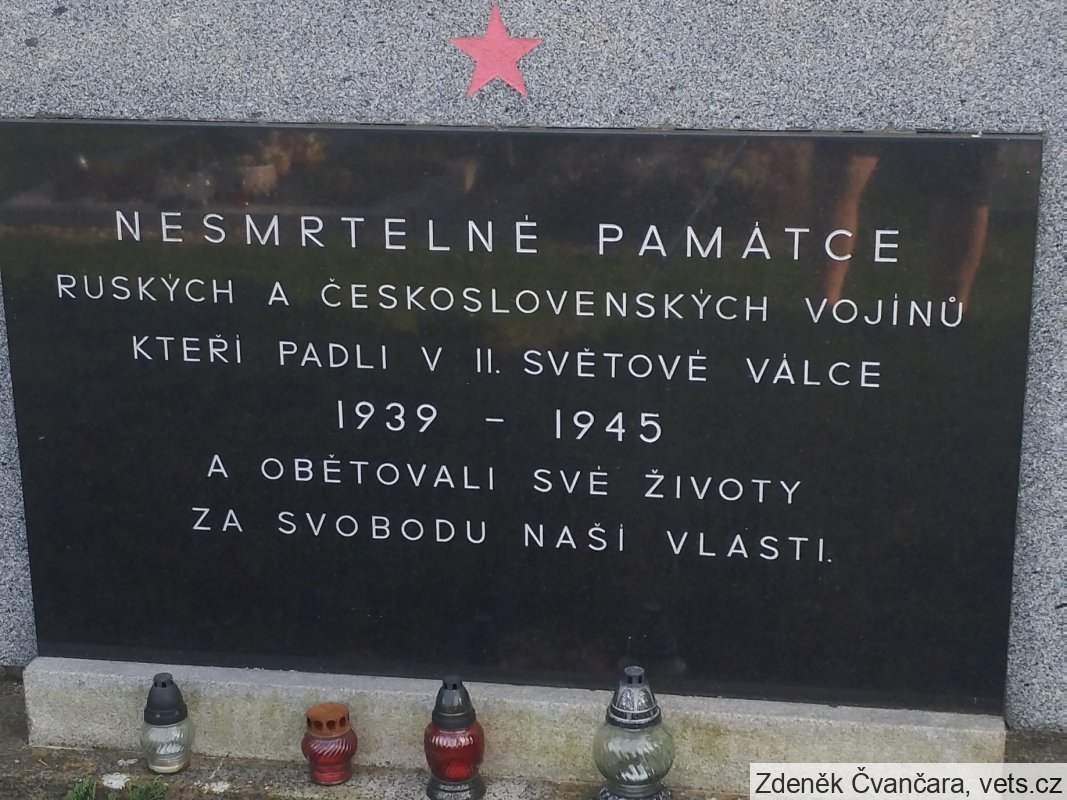 NESMRTELNÉ PAMÁTCE
RUSKÝCH A ČESKOSLOVENSKÝCH VOJÍNŮ
KTEŘÍ PADLI V II. SVĚTOVÉ VÁLCE
1939 - 1945
A OBĚTOVALI SVÉ ŽIVOTY
ZA SVOBODU NAŠÍ VLASTI.
Zdeněk Čvančara, vets.cz